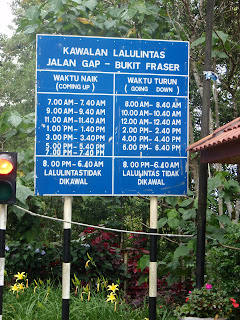 KAWALAN LALULINTAS
JALAN GAP - BUKIT FRASER
WAKTU NAIK
(COMING UP)
7.00 AM - 7.40 AM
9.00 AM - 9.40 AM
11.00 AM - 11.40 AM
1.00 PM - 1.40 PM
3.00 PM - 3.40 PM
5.00 PM - 5.40 PM
7.00 PM - 7.40 PM
8.00 PM - 6.40 AM
LALULINTAS TIDAK
DIKAWAL
WAKTU TURUN
(GOING DOWN)
8.00 AM - 8.40 AM
10.00 AM - 10.40 AM
12.00 AM - 12.40 AM
2.00 PM - 2.40 PM
4.00 PM - 4.40 PM
6.00 PM - 6.40 PM
8.00 PM - 6.40 AM
LALULINTAS TIDAK
DIKAWAL